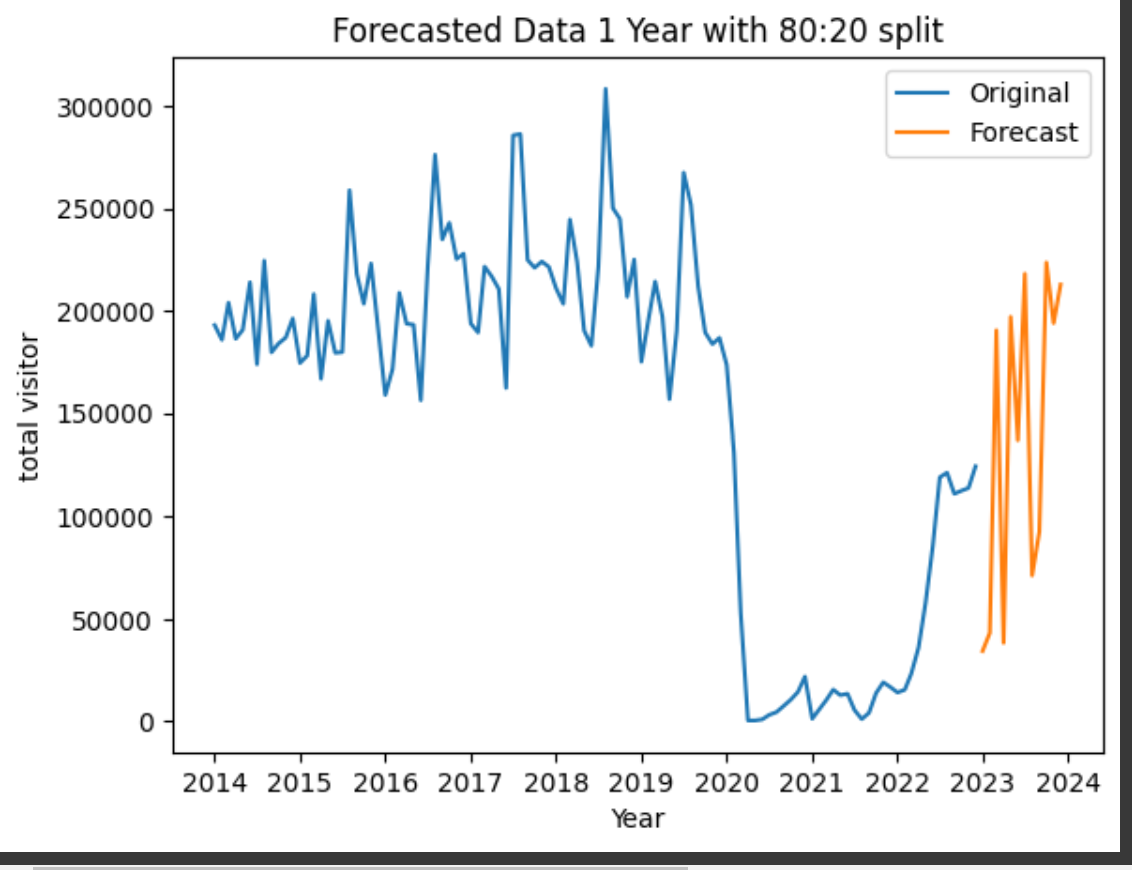 Forecasted Data 1 Year with 80:20 split
Original
Forecast
300000
250000
200000
150000
100000
50000
0
total visitor
2014 2015 2016 2017 2018 2019 2020 2021 2022 2023 2024
Year